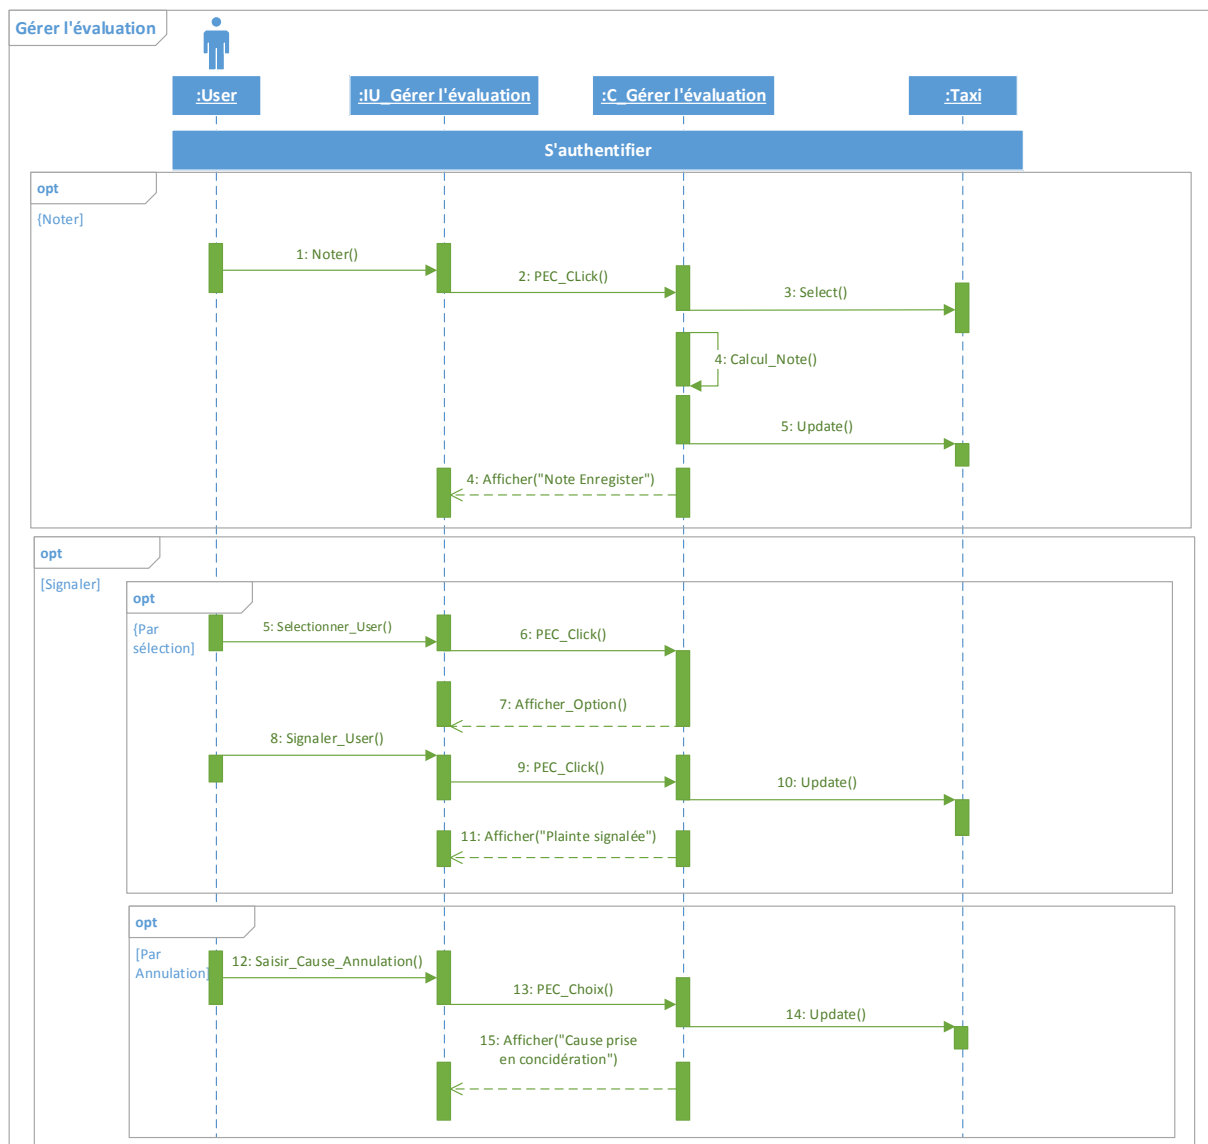 Gérer l'évaluation
:User
:IU_Gérer l'évaluation
:C_Gérer l'évaluation
:Taxi
S'authentifier
opt
{Noter]
1: Noter()
2: PEC_CLick()
3: Select()
4: Calcul_Note()
5: Update()
4: Afficher("Note Enregister")
opt
[Signaler]
opt
{Par
sélection]
5: Selectionner_User()
6: PEC_Click()
7: Afficher_Option()
8: Signaler_User()
9: PEC_Click()
10: Update()
11: Afficher("Plainte signalée")
opt
[Par
Annulation]
12: Saisir_Cause_Annulation()
13: PEC_Choix()
14: Update()
15: Afficher("Cause prise
en concidération")